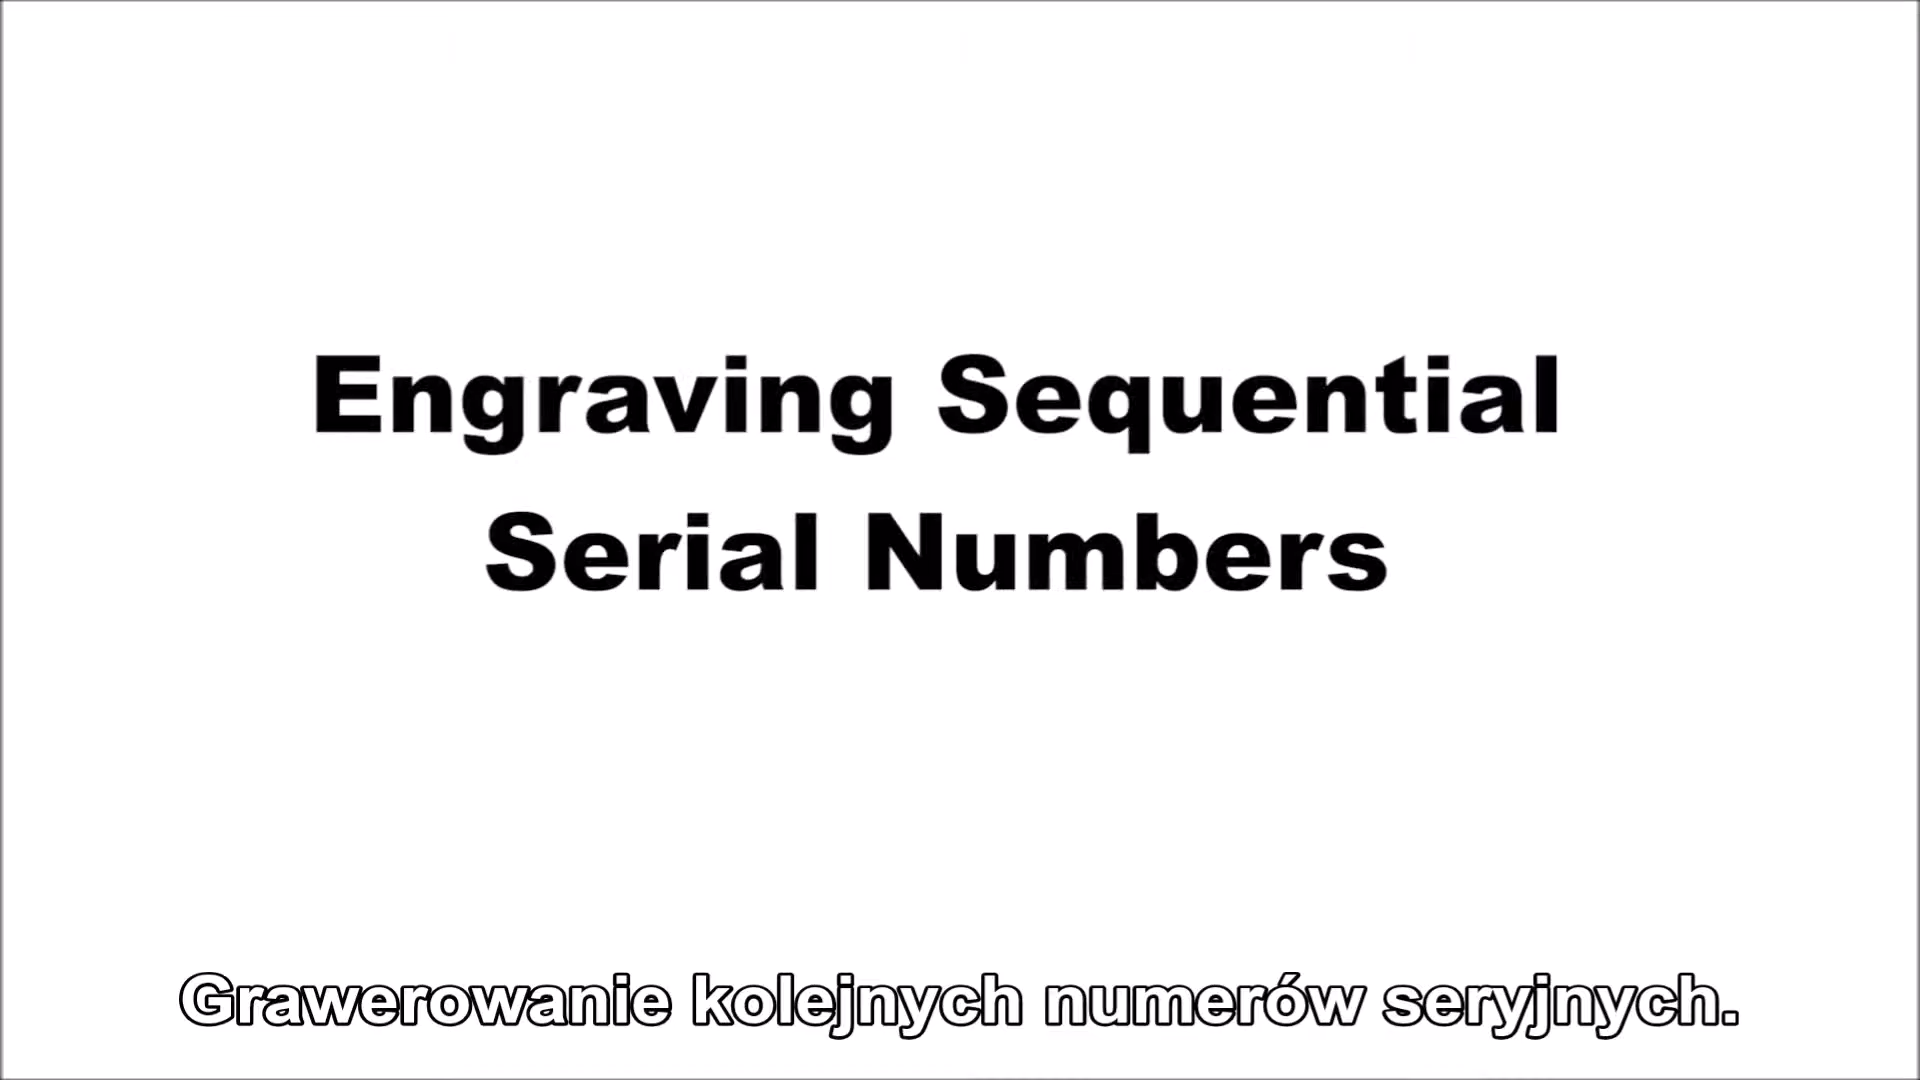 Engraving Sequential
Serial Numbers
Grawerowanie kolejnych numerów seryjnych.